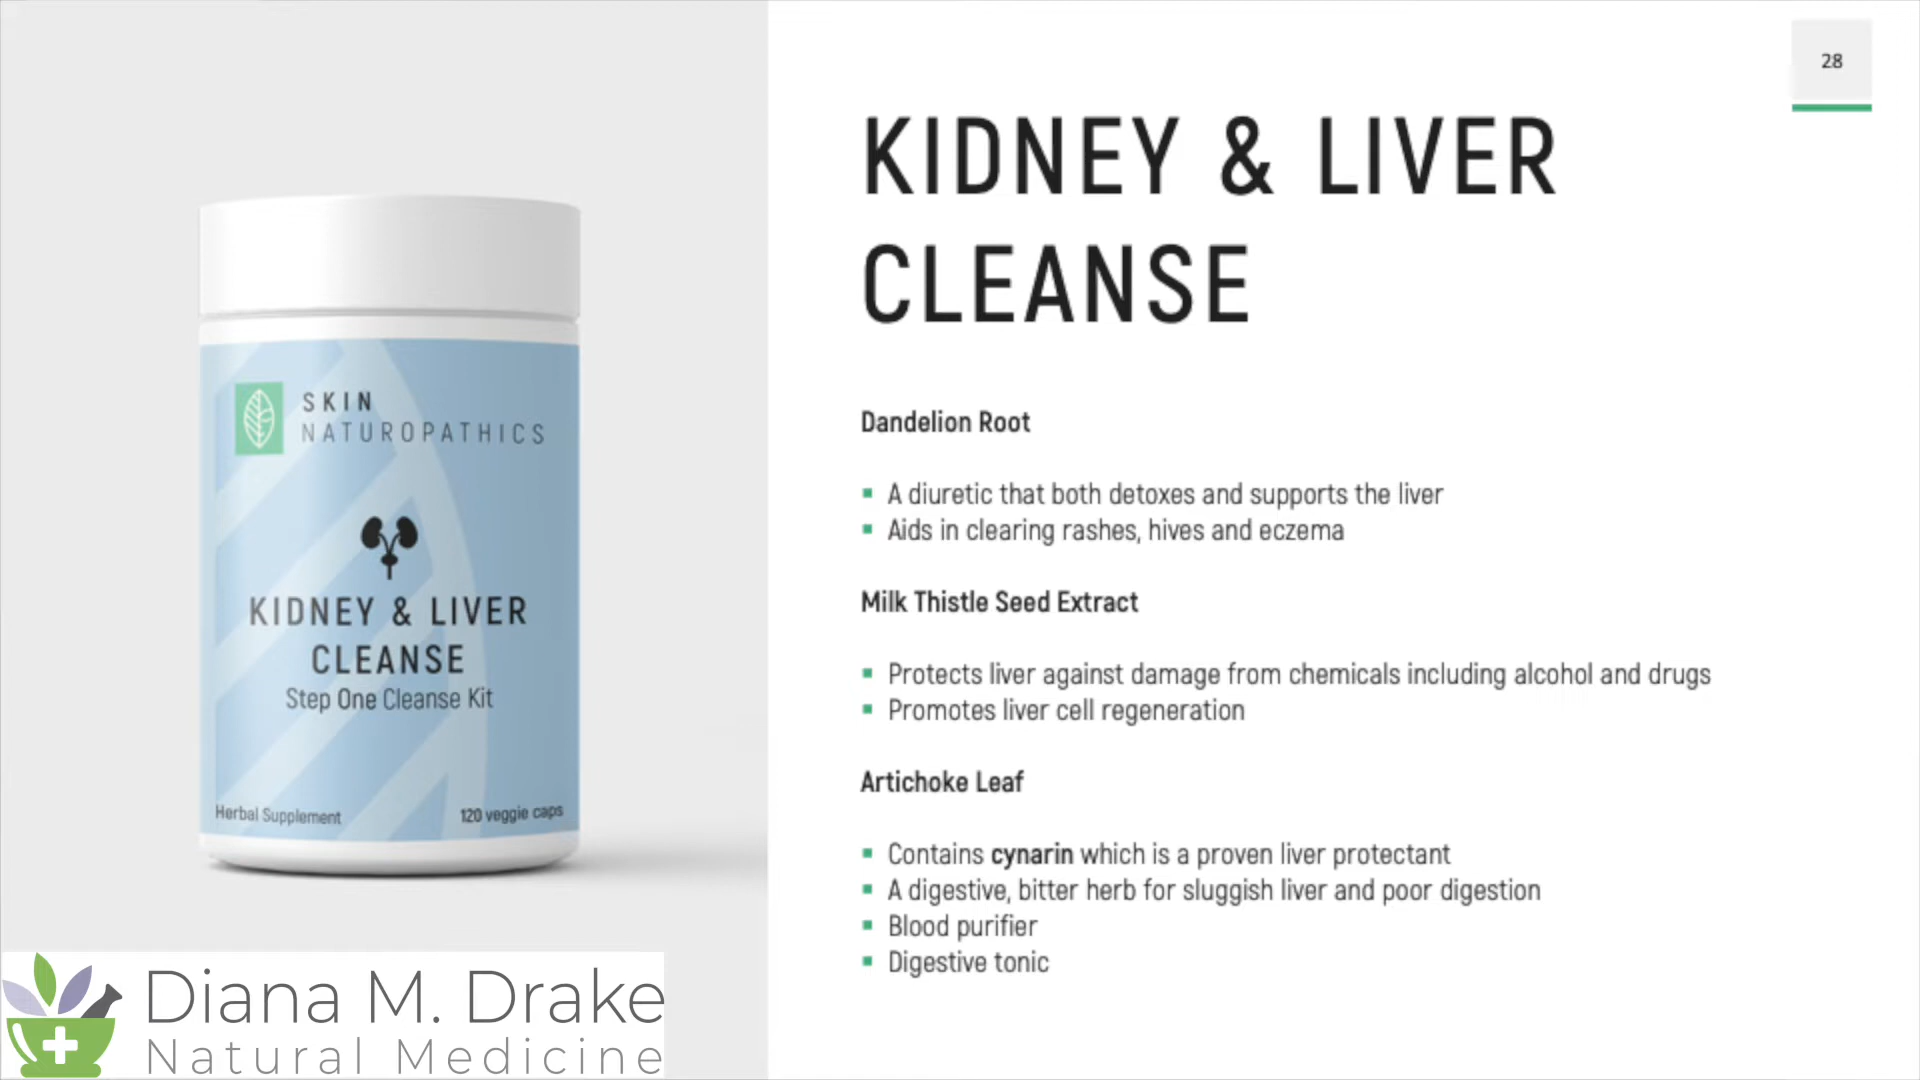 28
KIDNEY & LIVER
CLEANSE
Dandelion Root
A diuretic that both detoxes and supports the liver
Aids in clearing rashes, hives and eczema
Milk Thistle Seed Extract
Protects liver against damage from chemicals including alcohol and drugs
Promotes liver cell regeneration
Artichoke Leaf
Contains cynarin which is a proven liver protectant
A digestive, bitter herb for sluggish liver and poor digestion
Blood purifier
Digestive tonic
SKIN
NATUROPATHICS
KIDNEY & LIVER
CLEANSE
Step One Cleanse Kit
Herbal Supplement
120 veggie caps
Diana M. Drake
Natural Medicine